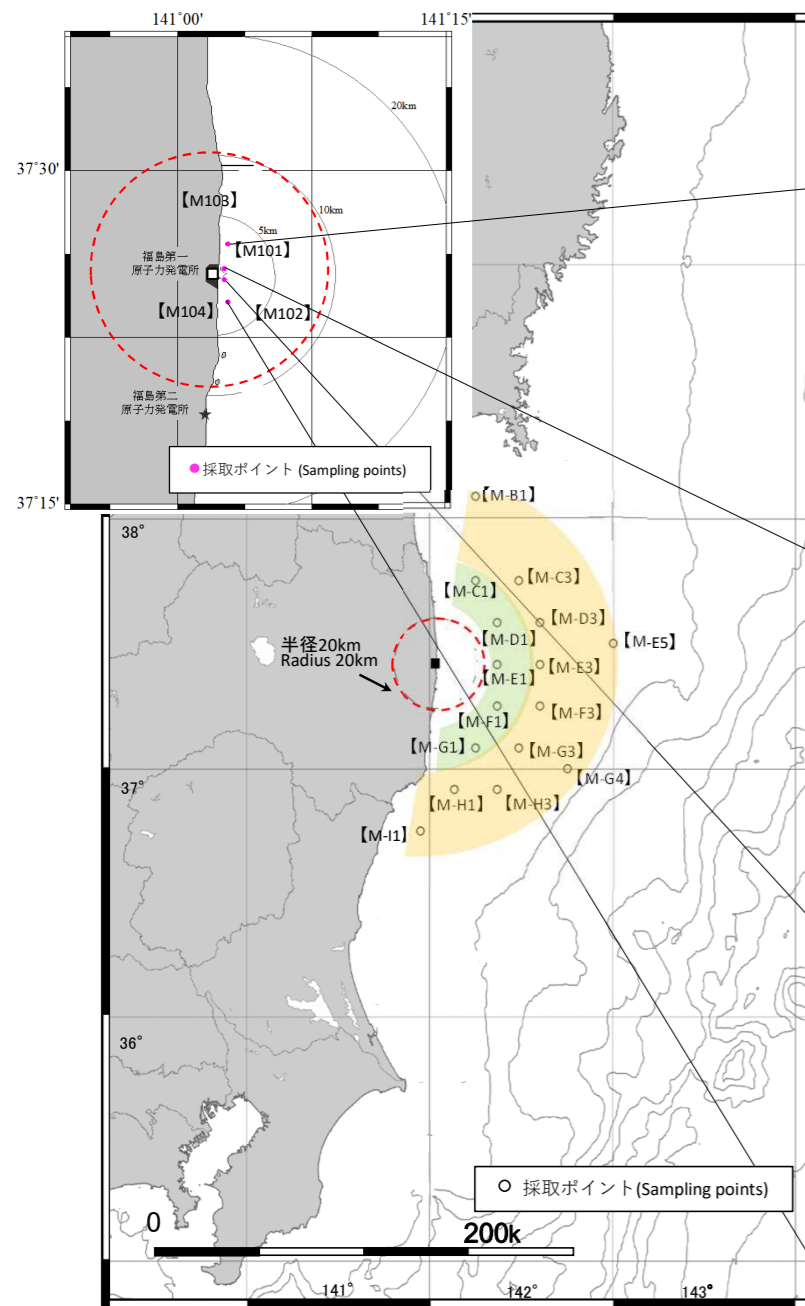 141°00'
141°15'
20km
37°30'
【M103】
10km
5km
【M101】
福島第一
原子力発電所
【M104】
【M102】
福島第二
原子力発電所
採取ポイント(Sampling points)
37°15'
【M-B1】
38°
【M-C3】
【M-C1】
【M-D3】
【M-D1】
【M-E5】
半径20km
Radius 20km
【M-E3】
【M-E1】
【M-F3】
【M-F1】
【M-G1】
【M-G3】
【M-G4】
37°
【M-H1】
【M-H3】
【M-I1】
36°
採取ポイント(Sampling points)
0
200k
141°
142°
143°